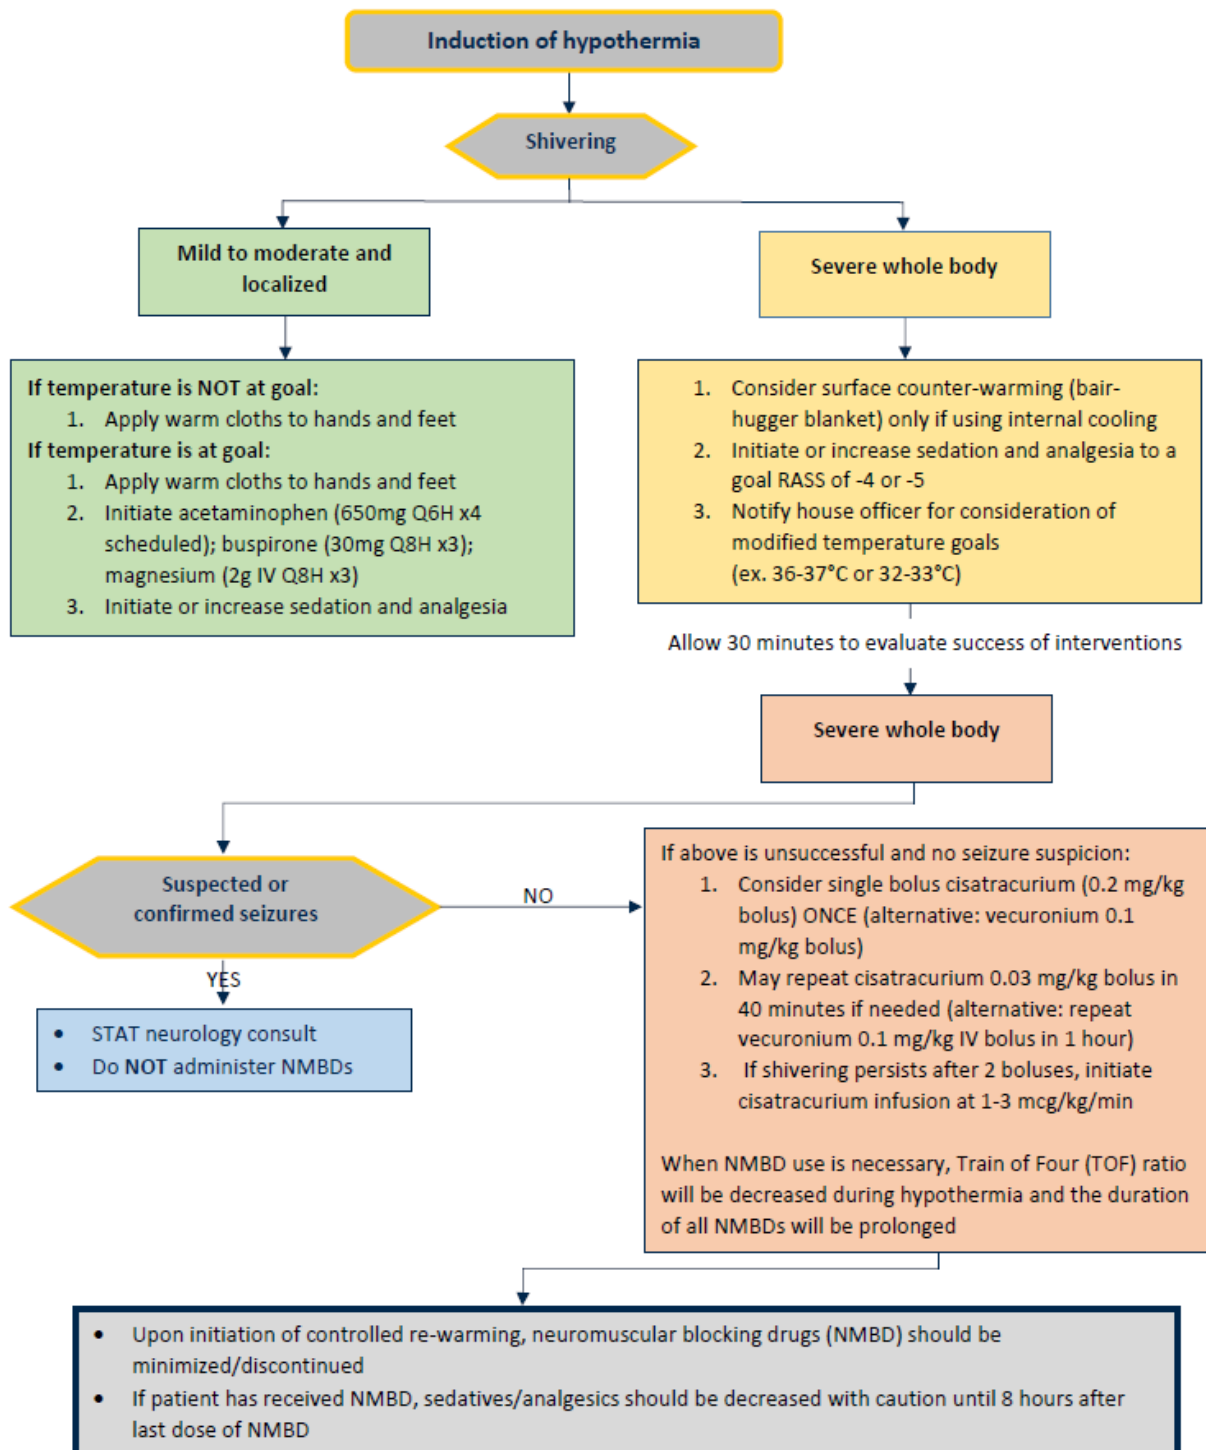 Induction of hypothermia
Shivering
Mild to moderate and
localized
Severe whole body
If temperature is NOT at goal:
1. Apply warm cloths to hands and feet
If temperature is at goal:
1. Apply warm cloths to hands and feet
2. Initiate acetaminophen (650mg Q6H x4
scheduled); buspirone (30mg Q8H x3);
magnesium (2g IV Q8H x3)
3. Initiate or increase sedation and analgesia
1. Consider surface counter-warming (bair-
hugger blanket) only if using internal cooling
2. Initiate or increase sedation and analgesia to a
goal RASS of -4 or -5
3. Notify house officer for consideration of
modified temperature goals
(ex. 36-37°C or 32-33°C)
Allow 30 minutes to evaluate success of interventions
Severe whole body
Suspected or
confirmed seizures
NO
YES
• STAT neurology consult
• Do NOT administer NMBDs
If above is unsuccessful and no seizure suspicion:
1. Consider single bolus cisatracurium (0.2 mg/kg
bolus) ONCE (alternative: vecuronium 0.1
mg/kg bolus)
2. May repeat cisatracurium 0.03 mg/kg bolus in
40 minutes if needed (alternative: repeat
vecuronium 0.1 mg/kg IV bolus in 1 hour)
3. If shivering persists after 2 boluses, initiate
cisatracurium infusion at 1-3 mcg/kg/min
When NMBD use is necessary, Train of Four (TOF) ratio
will be decreased during hypothermia and the duration
of all NMBDs will be prolonged
• Upon initiation of controlled re-warming, neuromuscular blocking drugs (NMBD) should be
minimized/discontinued
• If patient has received NMBD, sedatives/analgesics should be decreased with caution until 8 hours after
last dose of NMBD